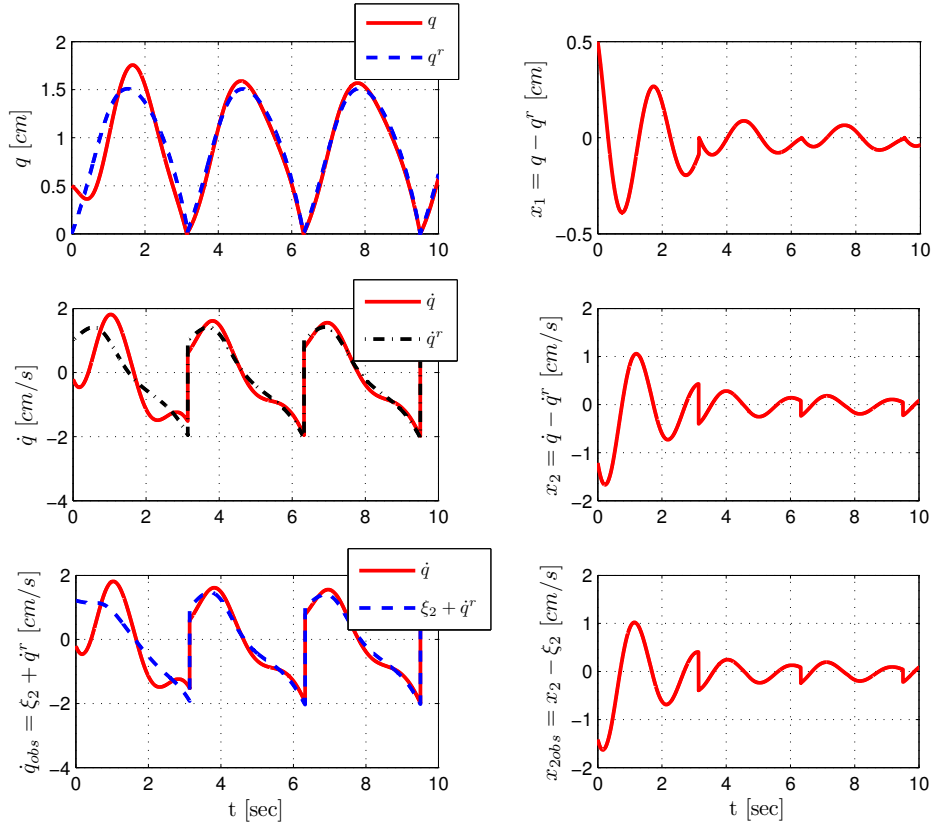 q
q^r
2
1.5
1
0.5
0
q [cm]
0 2 4 6 8 10
0.5
0
−0.5
x_1 = q − q^r [cm]
0 2 4 6 8 10
q̇
q̇^r
2
0
−2
−4
q̇ [cm/s]
0 2 4 6 8 10
2
1
0
−1
−2
x_2 = q̇ − q̇^r [cm/s]
0 2 4 6 8 10
q̇
ξ_2 + q̇^r
2
0
−2
−4
q̇_{obs} = ξ_2 + q̇^r [cm/s]
0 2 4 6 8 10
t [sec]
2
1
0
−1
−2
x_{2obs} = x_2 − ξ_2 [cm/s]
0 2 4 6 8 10
t [sec]